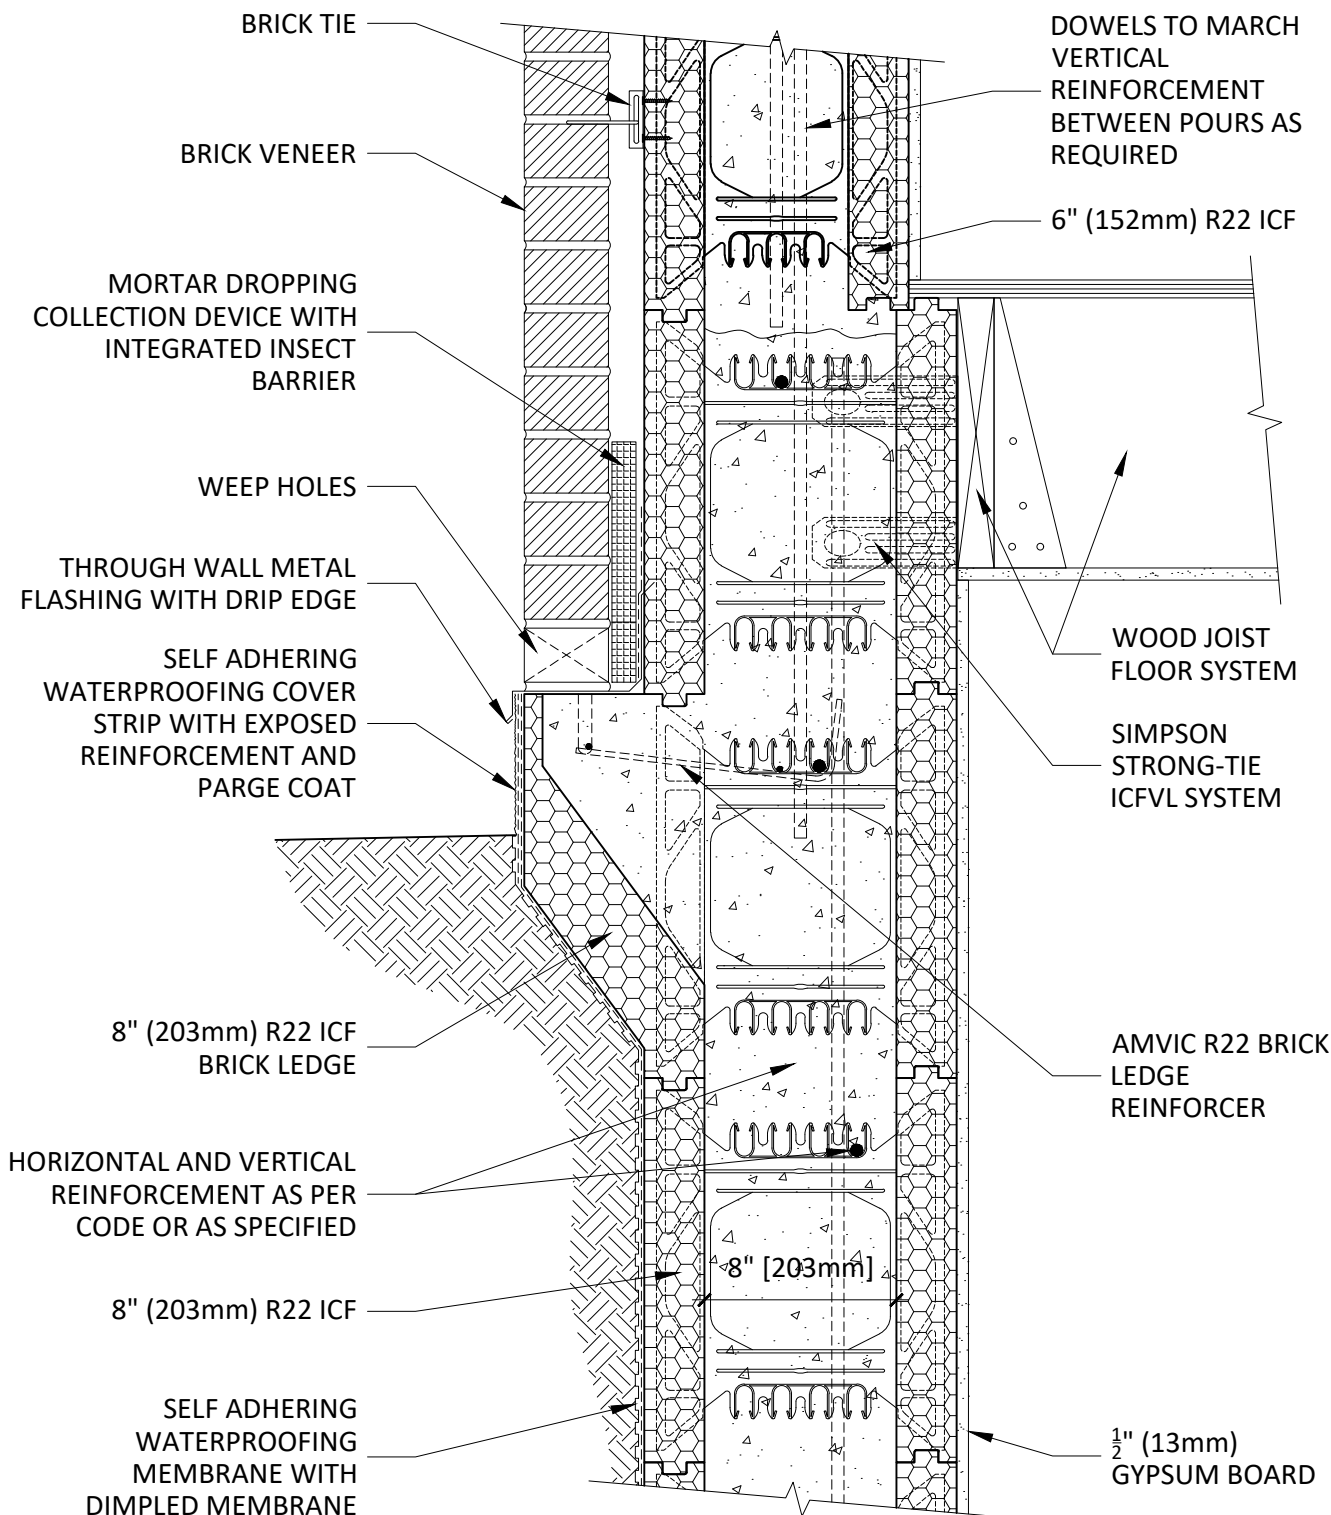 BRICK TIE
BRICK VENEER
MORTAR DROPPING
COLLECTION DEVICE WITH
INTEGRATED INSECT
BARRIER
WEEP HOLES
THROUGH WALL METAL
FLASHING WITH DRIP EDGE
SELF ADHERING
WATERPROOFING COVER
STRIP WITH EXPOSED
REINFORCEMENT AND
PARGE COAT
8" (203mm) R22 ICF
BRICK LEDGE
HORIZONTAL AND VERTICAL
REINFORCEMENT AS PER
CODE OR AS SPECIFIED
8" (203mm) R22 ICF
SELF ADHERING
WATERPROOFING
MEMBRANE WITH
DIMPLED MEMBRANE
8" [203mm]
DOWELS TO MARCH
VERTICAL
REINFORCEMENT
BETWEEN POURS AS
REQUIRED
6" (152mm) R22 ICF
WOOD JOIST
FLOOR SYSTEM
SIMPSON
STRONG-TIE
ICFVL SYSTEM
AMVIC R22 BRICK
LEDGE
REINFORCER
½" (13mm)
GYPSUM BOARD